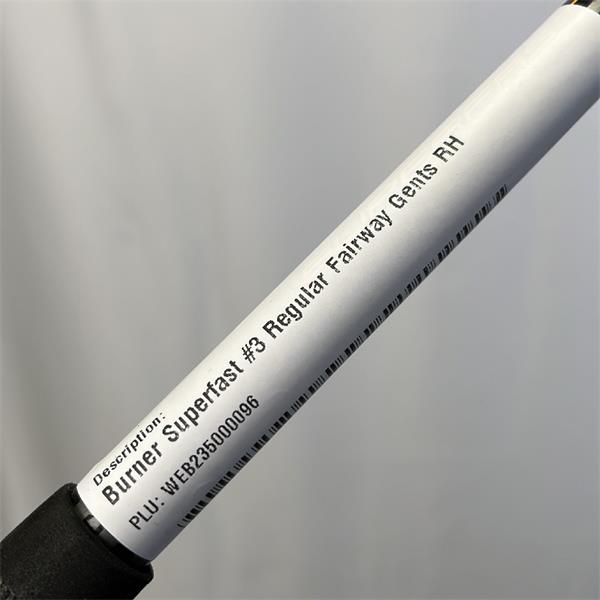 Description:
Burner Superfast #3 Regular Fairway Gents RH
PLU: WEB235000096